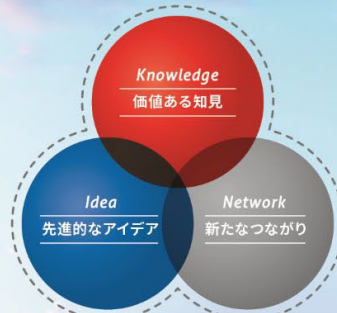 Knowledge
価値ある知見
Idea
先進的なアイデア
Network
新たなつながり